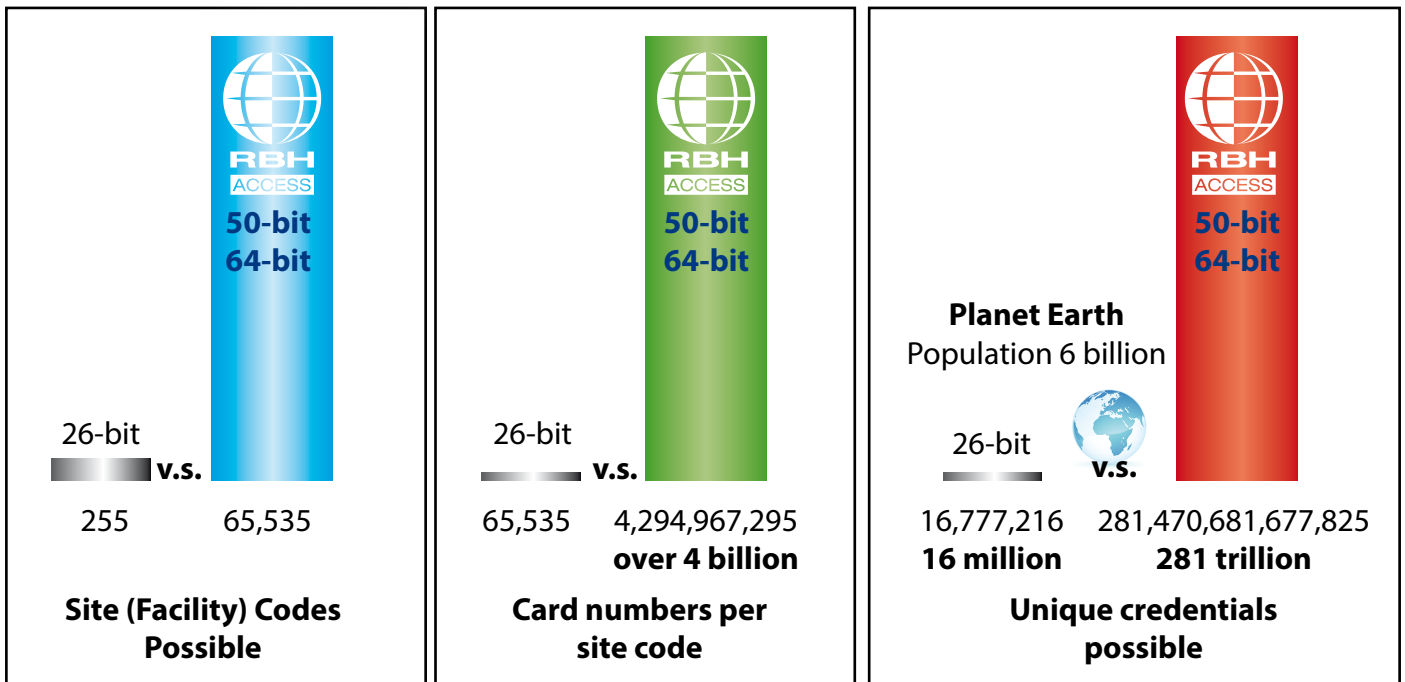 RBH
ACCESS
50-bit
64-bit
26-bit
v.s.
255
65,535
Site (Facility) Codes
Possible
RBH
ACCESS
50-bit
64-bit
26-bit
v.s.
65,535
4,294,967,295
over 4 billion
Card numbers per
site code
RBH
ACCESS
50-bit
64-bit
Planet Earth
Population 6 billion
26-bit
v.s.
16,777,216
281,470,681,677,825
16 million
281 trillion
Unique credentials
possible